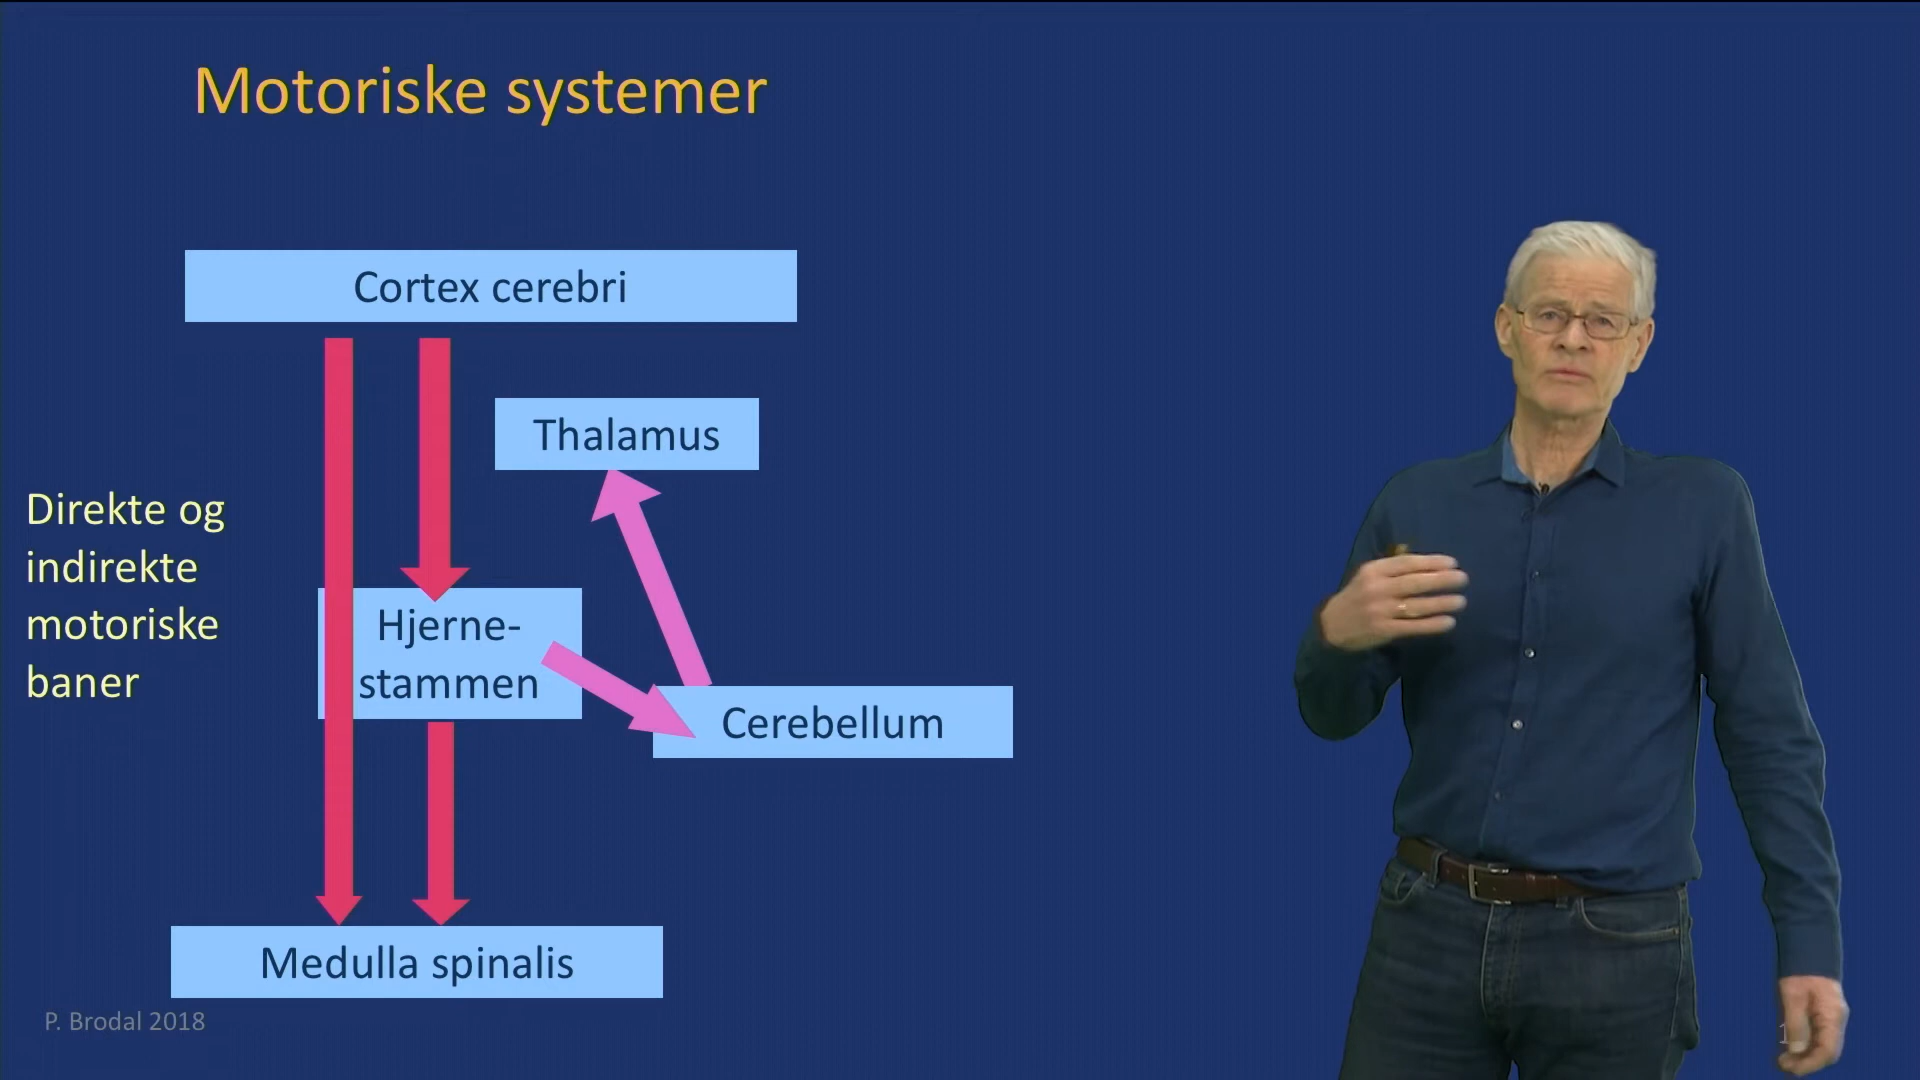 Motoriske systemer
Cortex cerebri
Thalamus
Direkte og
indirekte
motoriske
baner
Hjerne-
stammen
Cerebellum
Medulla spinalis
P. Brodal 2018